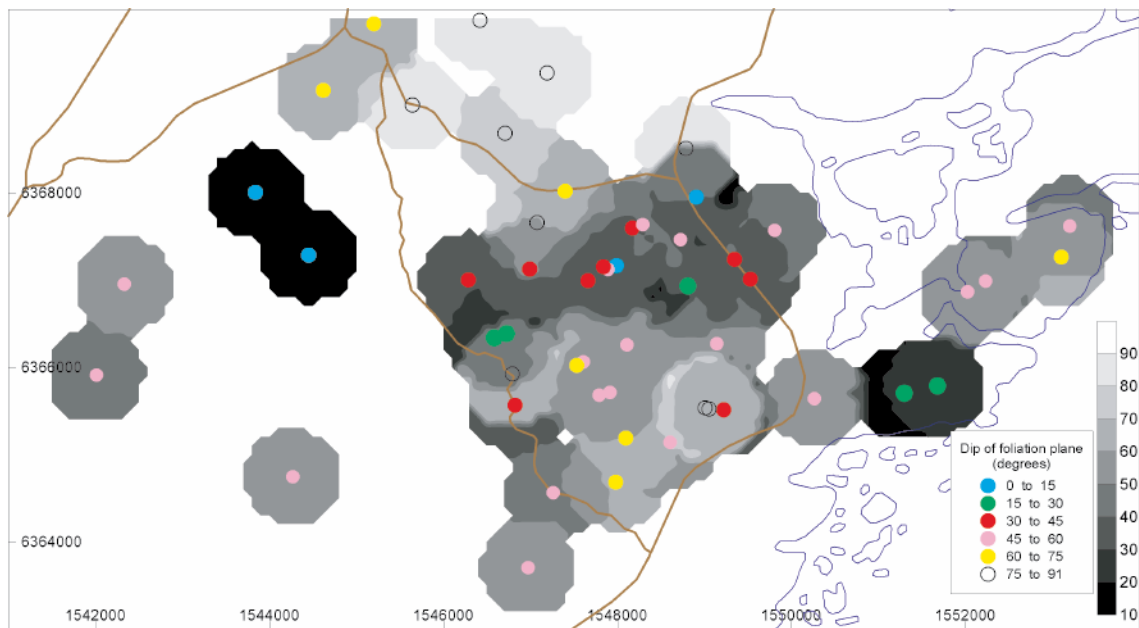 6368000
6366000
6364000
1542000
1544000
1546000
1548000
1550000
1552000
Dip of foliation plane
(degrees)
0 to 15
15 to 30
30 to 45
45 to 60
60 to 75
75 to 91
90
80
70
60
50
40
30
20
10